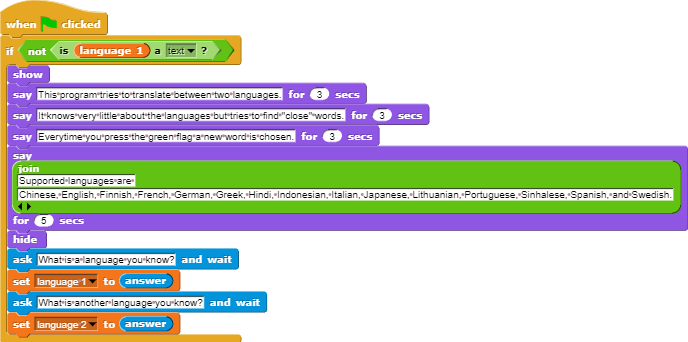 when clicked
if not is language 1 a text ?
show
say This program tries to translate between two languages. for 3 secs
say It knows very little about the languages but tries to find "close" words. for 3 secs
say Everytime you press the green flag a new word is chosen. for 3 secs
say
join
Supported languages are
Chinese, English, Finnish, French, German, Greek, Hindi, Indonesian, Italian, Japanese, Lithuanian, Portuguese, Sinhalese, Spanish, and Swedish.
for 5 secs
hide
ask What is a language you know? and wait
set language 1 to answer
ask What is another language you know? and wait
set language 2 to answer